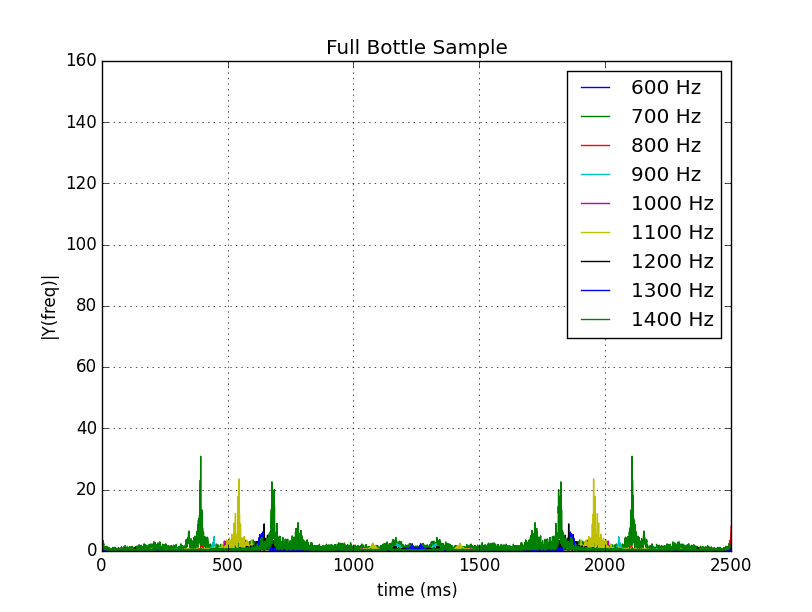 Full Bottle Sample
160
140
120
100
80
60
40
20
0
|Y(freq)|
600 Hz
700 Hz
800 Hz
900 Hz
1000 Hz
1100 Hz
1200 Hz
1300 Hz
1400 Hz
0 500 1000 1500 2000 2500
time (ms)